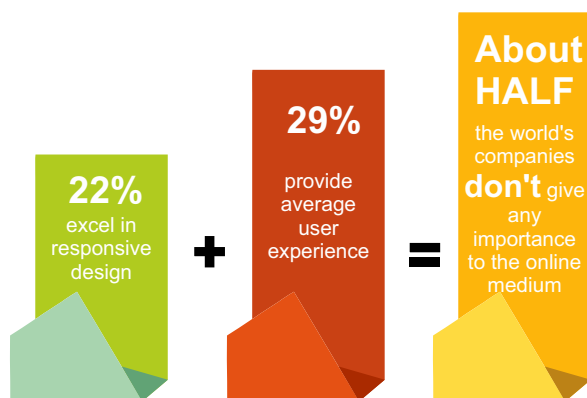 22%
excel in
responsive
design
+
29%
provide
average
user
experience
=
About
HALF
the world's
companies
don't give
any
importance
to the online
medium